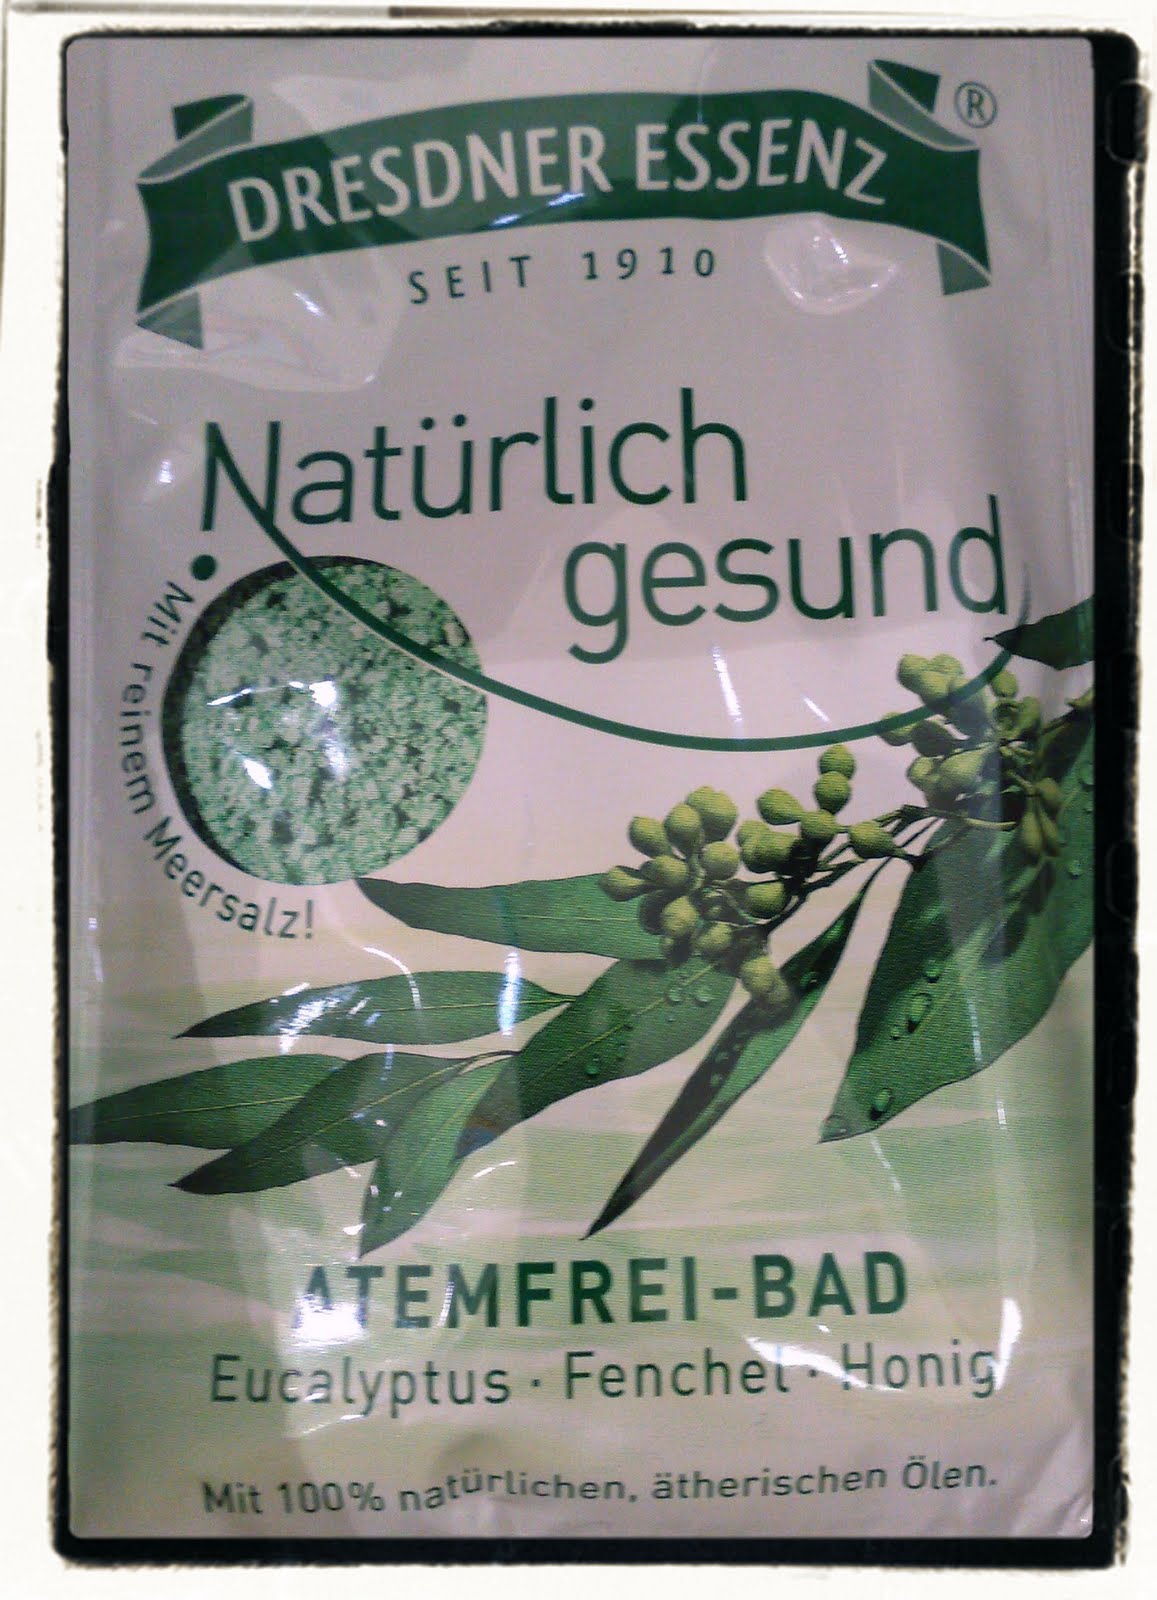 DRESDNER ESSENZ ®
SEIT 1910
Natürlich
gesund
Mit reinem Meersalz!
ATEMFREI-BAD
Eucalyptus · Fenchel · Honig
Mit 100% natürlichen, ätherischen Ölen.